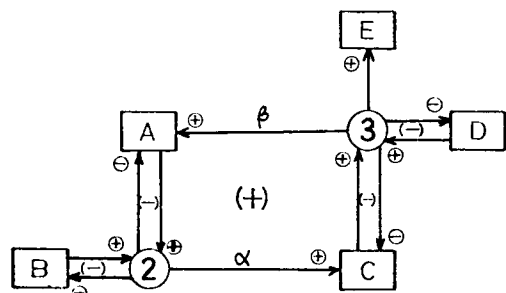 E
⊕
⊖
A ⊕ β 3 (-) D
⊖ ⊕ ⊕
(-) (+) (-)
⊕ ⊕ ⊖
B (-) 2 α ⊕ C
⊖